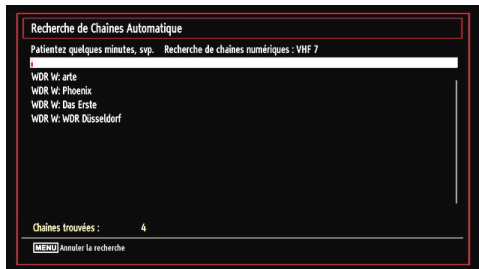 Recherche de Chaînes Automatique
Patientez quelques minutes, svp. Recherche de chaînes numériques : VHF 7
WDR W: arte
WDR W: Phoenix
WDR W: Das Erste
WDR W: WDR Düsseldorf
Chaînes trouvées : 4
MENU Annuler la recherche